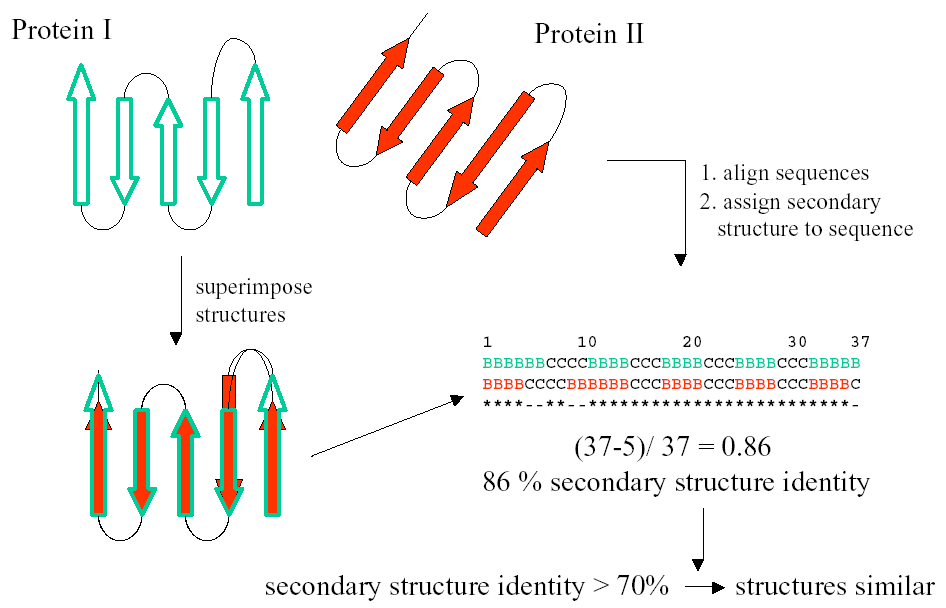 Protein I
Protein II
1. align sequences
2. assign secondary
structure to sequence
superimpose
structures
1 10 20 30 37
BBBBBBCCCCBBBBCCCBBBBCCCBBBBCCCBBBBB
BBBBCCCCBBBBBBCCCBBBBCCCBBBBCCCBBBBC
****--**--*************************-
(37-5)/ 37 = 0.86
86 % secondary structure identity
secondary structure identity > 70% structures similar